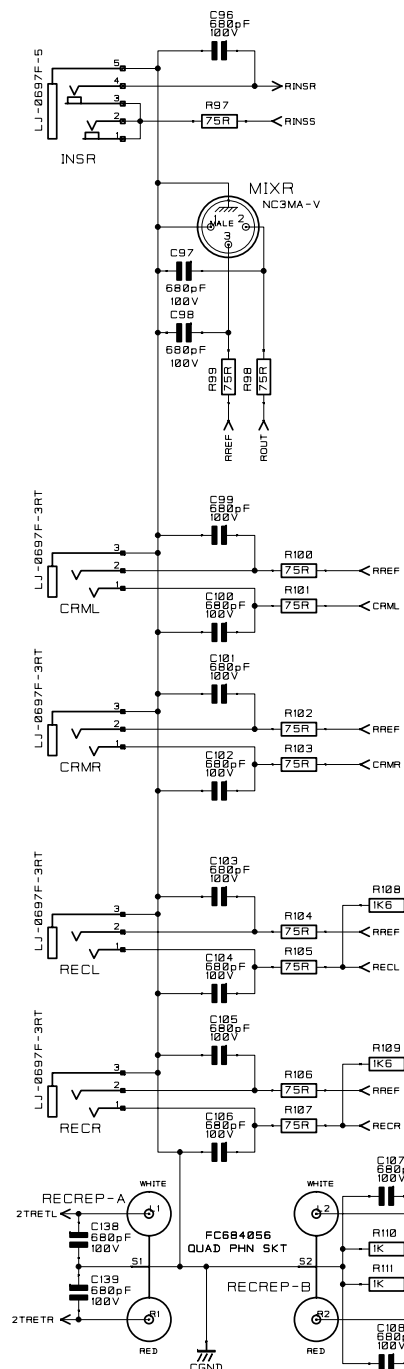 C96
680pF
100V
LJ-0697F-5
5
4
3
2
1
RINSR
R97
75R
RINSS
INSR
MIXR
NC3MA-V
1
MALE
2
3
C97
680pF
100V
C98
680pF
100V
R99
75R
R98
75R
RREF
ROUT
C99
680pF
100V
LJ-0697F-3RT
3
2
1
R100
75R
RREF
R101
75R
CRML
C100
680pF
100V
CRML
C101
680pF
100V
LJ-0697F-3RT
3
2
1
R102
75R
RREF
R103
75R
CRMR
C102
680pF
100V
CRMR
C103
680pF
100V
LJ-0697F-3RT
3
2
1
R108
1K6
R104
75R
RREF
R105
75R
RECL
C104
680pF
100V
RECL
C105
680pF
100V
LJ-0697F-3RT
3
2
1
R109
1K6
R106
75R
RREF
R107
75R
RECR
C106
680pF
100V
RECR
RECREP-A
WHITE
WHITE
C107
680p
100V
2TRETL
L1
L2
C138
680pF
100V
FC684056
QUAD PHN SKT
R110
1K
S1
S2
R111
1K
C139
680pF
100V
RECREP-B
2TRETR
R1
R2
RED
RED
C108
680p
100V
CGND